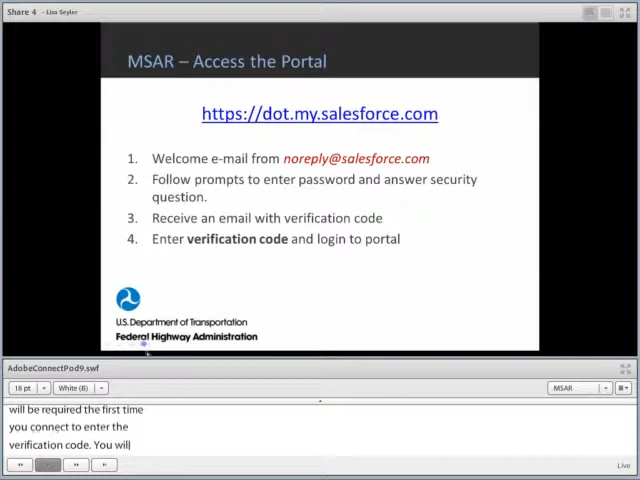 Share 4 - Lisa Seyler
MSAR – Access the Portal
https://dot.my.salesforce.com
1. Welcome e-mail from noreply@salesforce.com
2. Follow prompts to enter password and answer security
question.
3. Receive an email with verification code
4. Enter verification code and login to portal
U.S. Department of Transportation
Federal Highway Administration
AdobeConnectPod9.swf
18 pt White (B) MSAR
will be required the first time
you connect to enter the
verification code. You will
Live